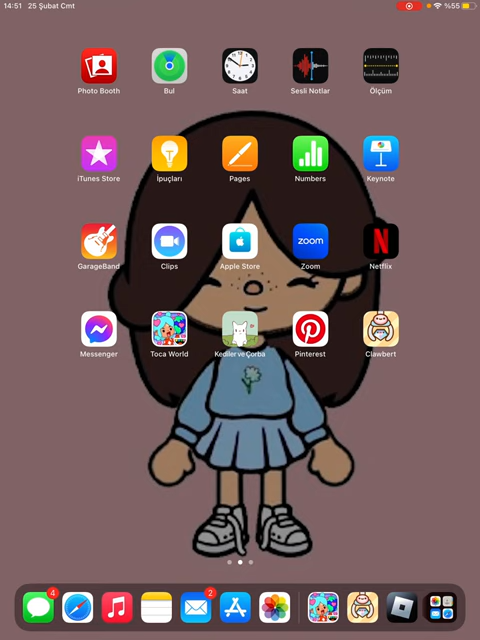 14:51 25 Şubat Cmt %55
Photo Booth Bul Saat Sesli Notlar Ölçüm
iTunes Store İpuçları Pages Numbers Keynote
zoom N
GarageBand Clips Apple Store Zoom Netflix
Messenger Toca World Kediler ve Çorba Pinterest Clawbert
4 2